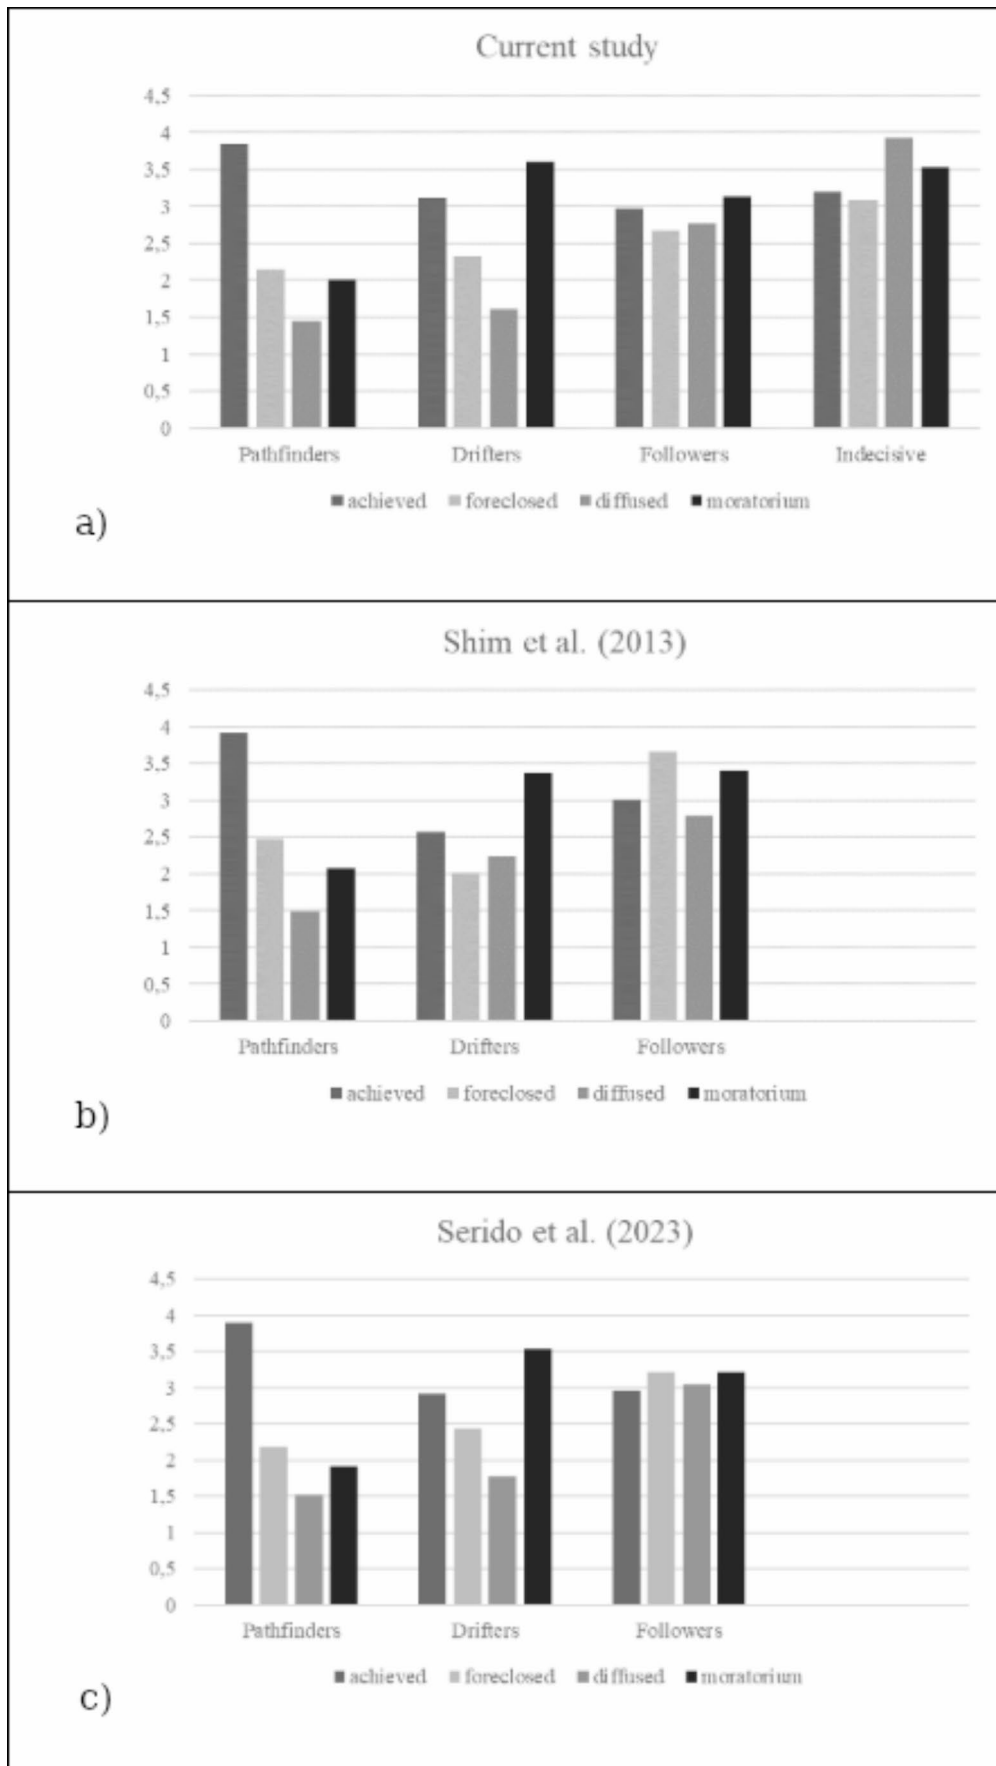 Current study
4,5
4
3,5
3
2,5
2
1,5
1
0,5
0
Pathfinders Drifters Followers Indecisive
achieved foreclosed diffused moratorium
a)
Shim et al. (2013)
4,5
4
3,5
3
2,5
2
1,5
1
0,5
0
Pathfinders Drifters Followers
achieved foreclosed diffused moratorium
b)
Serido et al. (2023)
4,5
4
3,5
3
2,5
2
1,5
1
0,5
0
Pathfinders Drifters Followers
achieved foreclosed diffused moratorium
c)